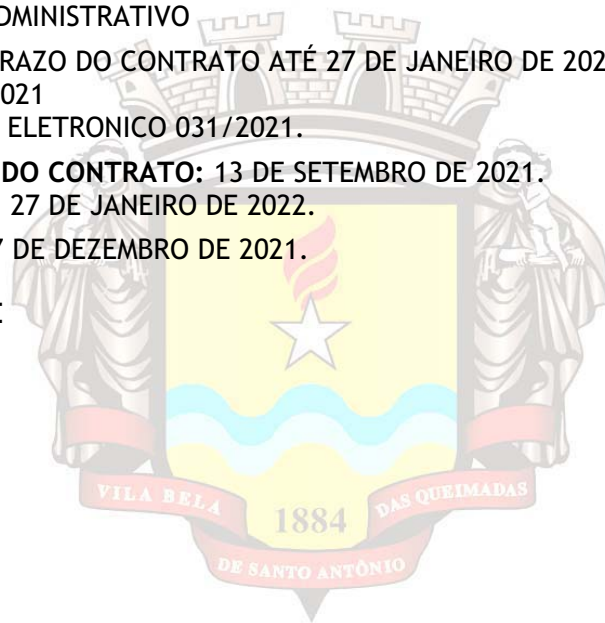 DMINISTRATIVO
RAZO DO CONTRATO ATÉ 27 DE JANEIRO DE 202
021
ELETRONICO 031/2021.
DO CONTRATO: 13 DE SETEMBRO DE 2021.
27 DE JANEIRO DE 2022.
DE DEZEMBRO DE 2021.
VILA BELA
1884
DAS QUEIMADAS
DE SANTO ANTÔNIO